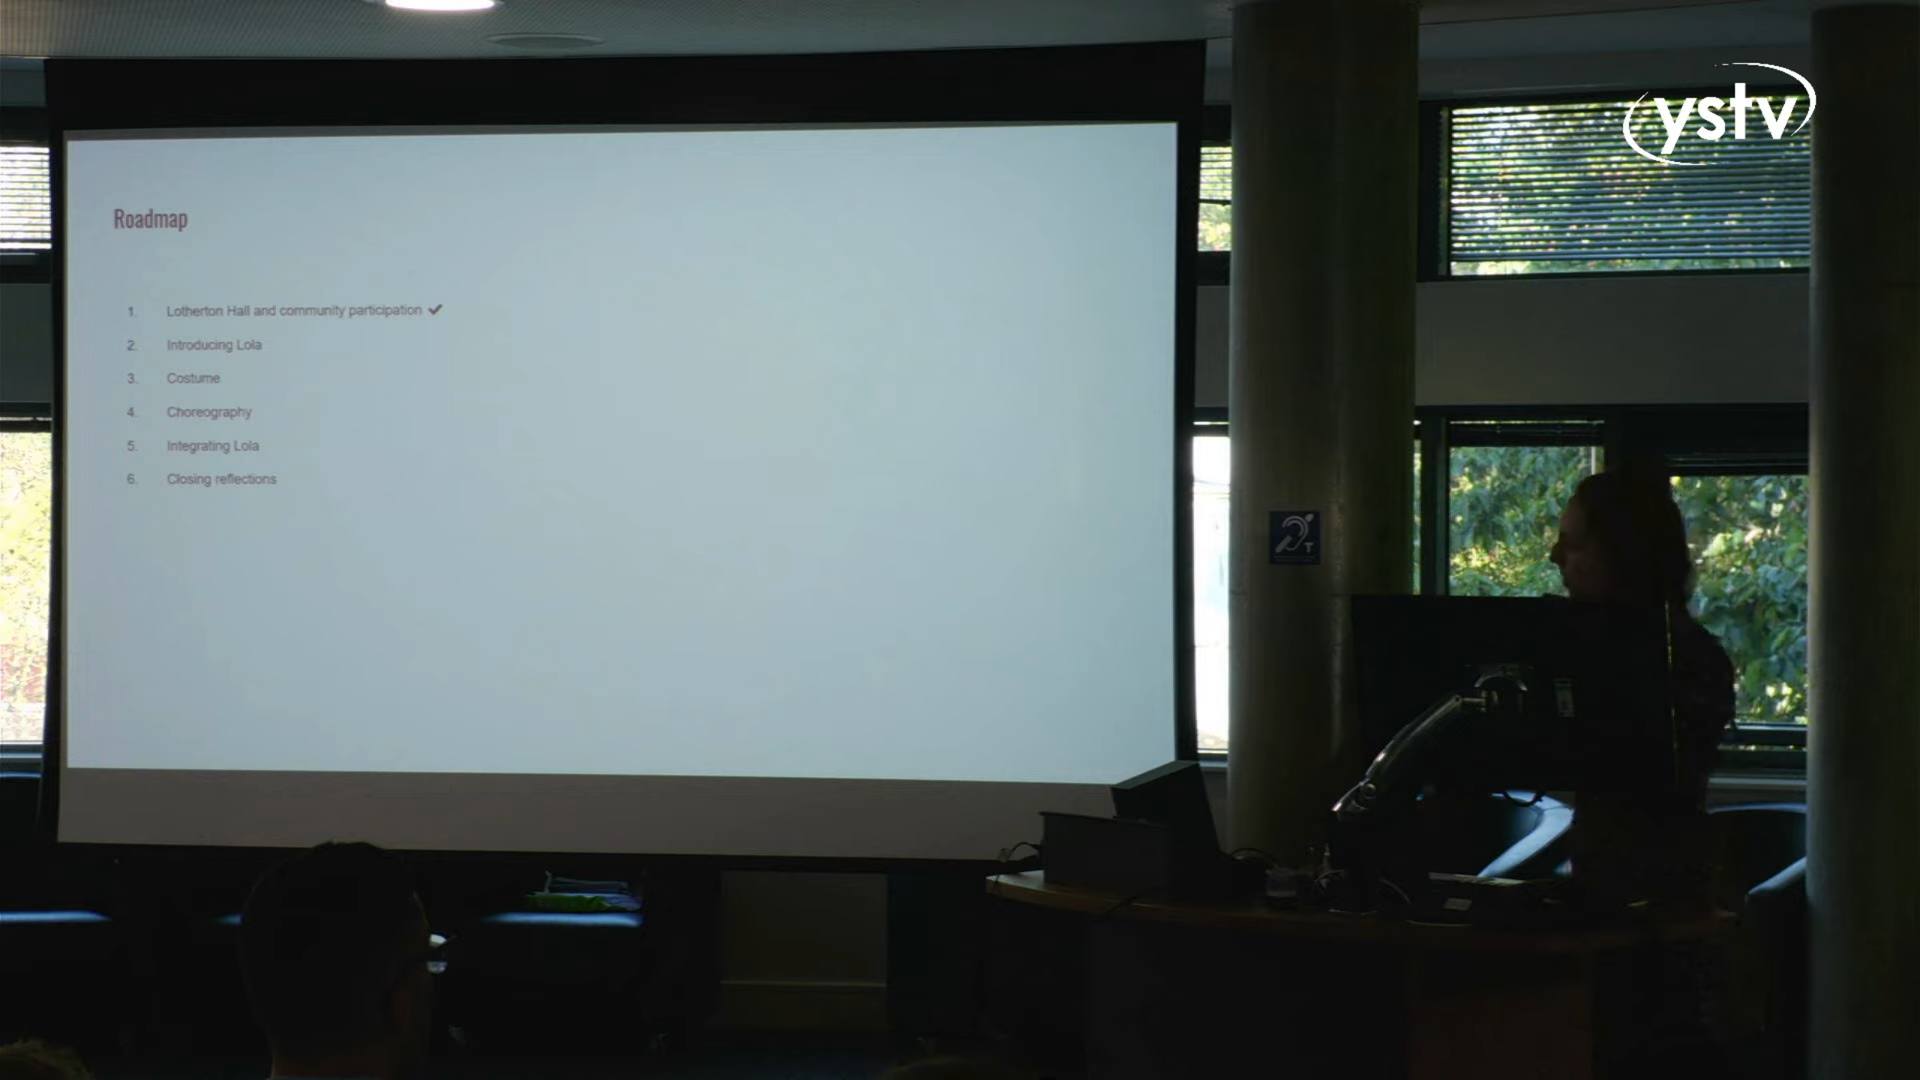 ystv
Roadmap
1. Lotherton Hall and community participation ✔
2. Introducing Lola
3. Costume
4. Choreography
5. Integrating Lola
6. Closing reflections
T